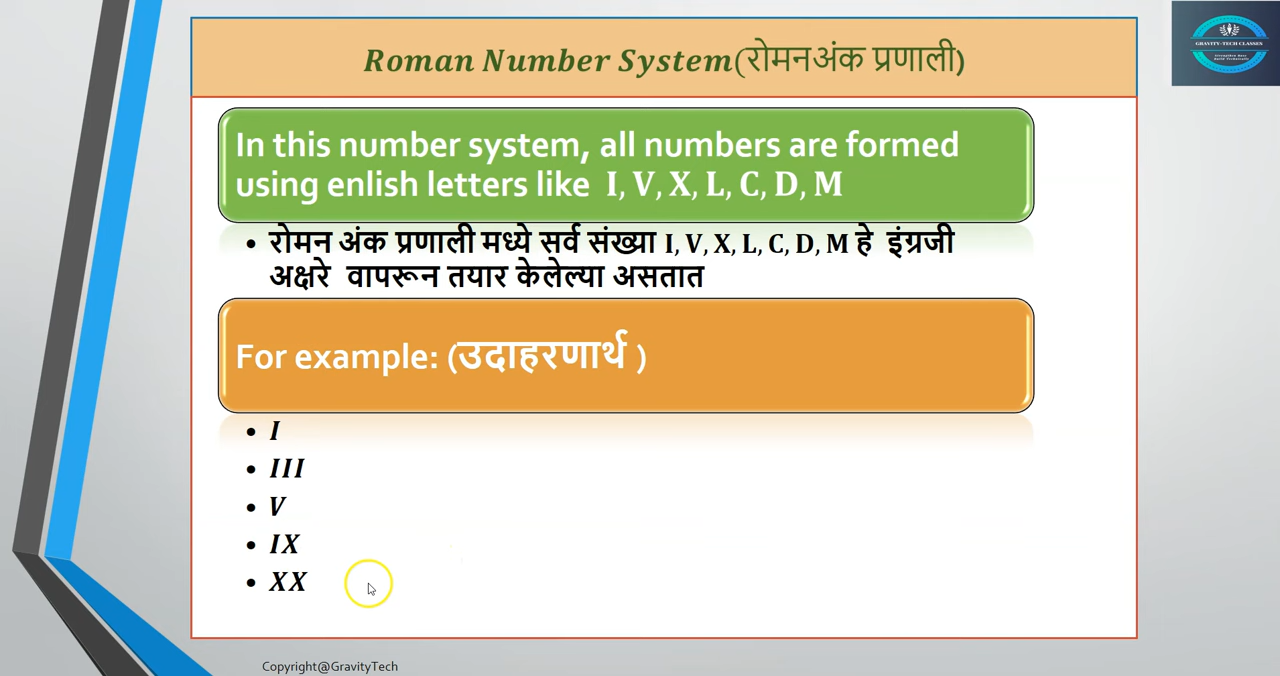 Roman Number System(रोमनअंक प्रणाली)
GRAVITY-TECH CLASSES
In this number system, all numbers are formed
using enlish letters like I, V, X, L, C, D, M
• रोमन अंक प्रणाली मध्ये सर्व संख्या I, V, X, L, C, D, M हे इंग्रजी
अक्षरे वापरून तयार केलेल्या असतात
For example: (उदाहरणार्थ )
• I
• III
• V
• IX
• XX
Copyright@GravityTech